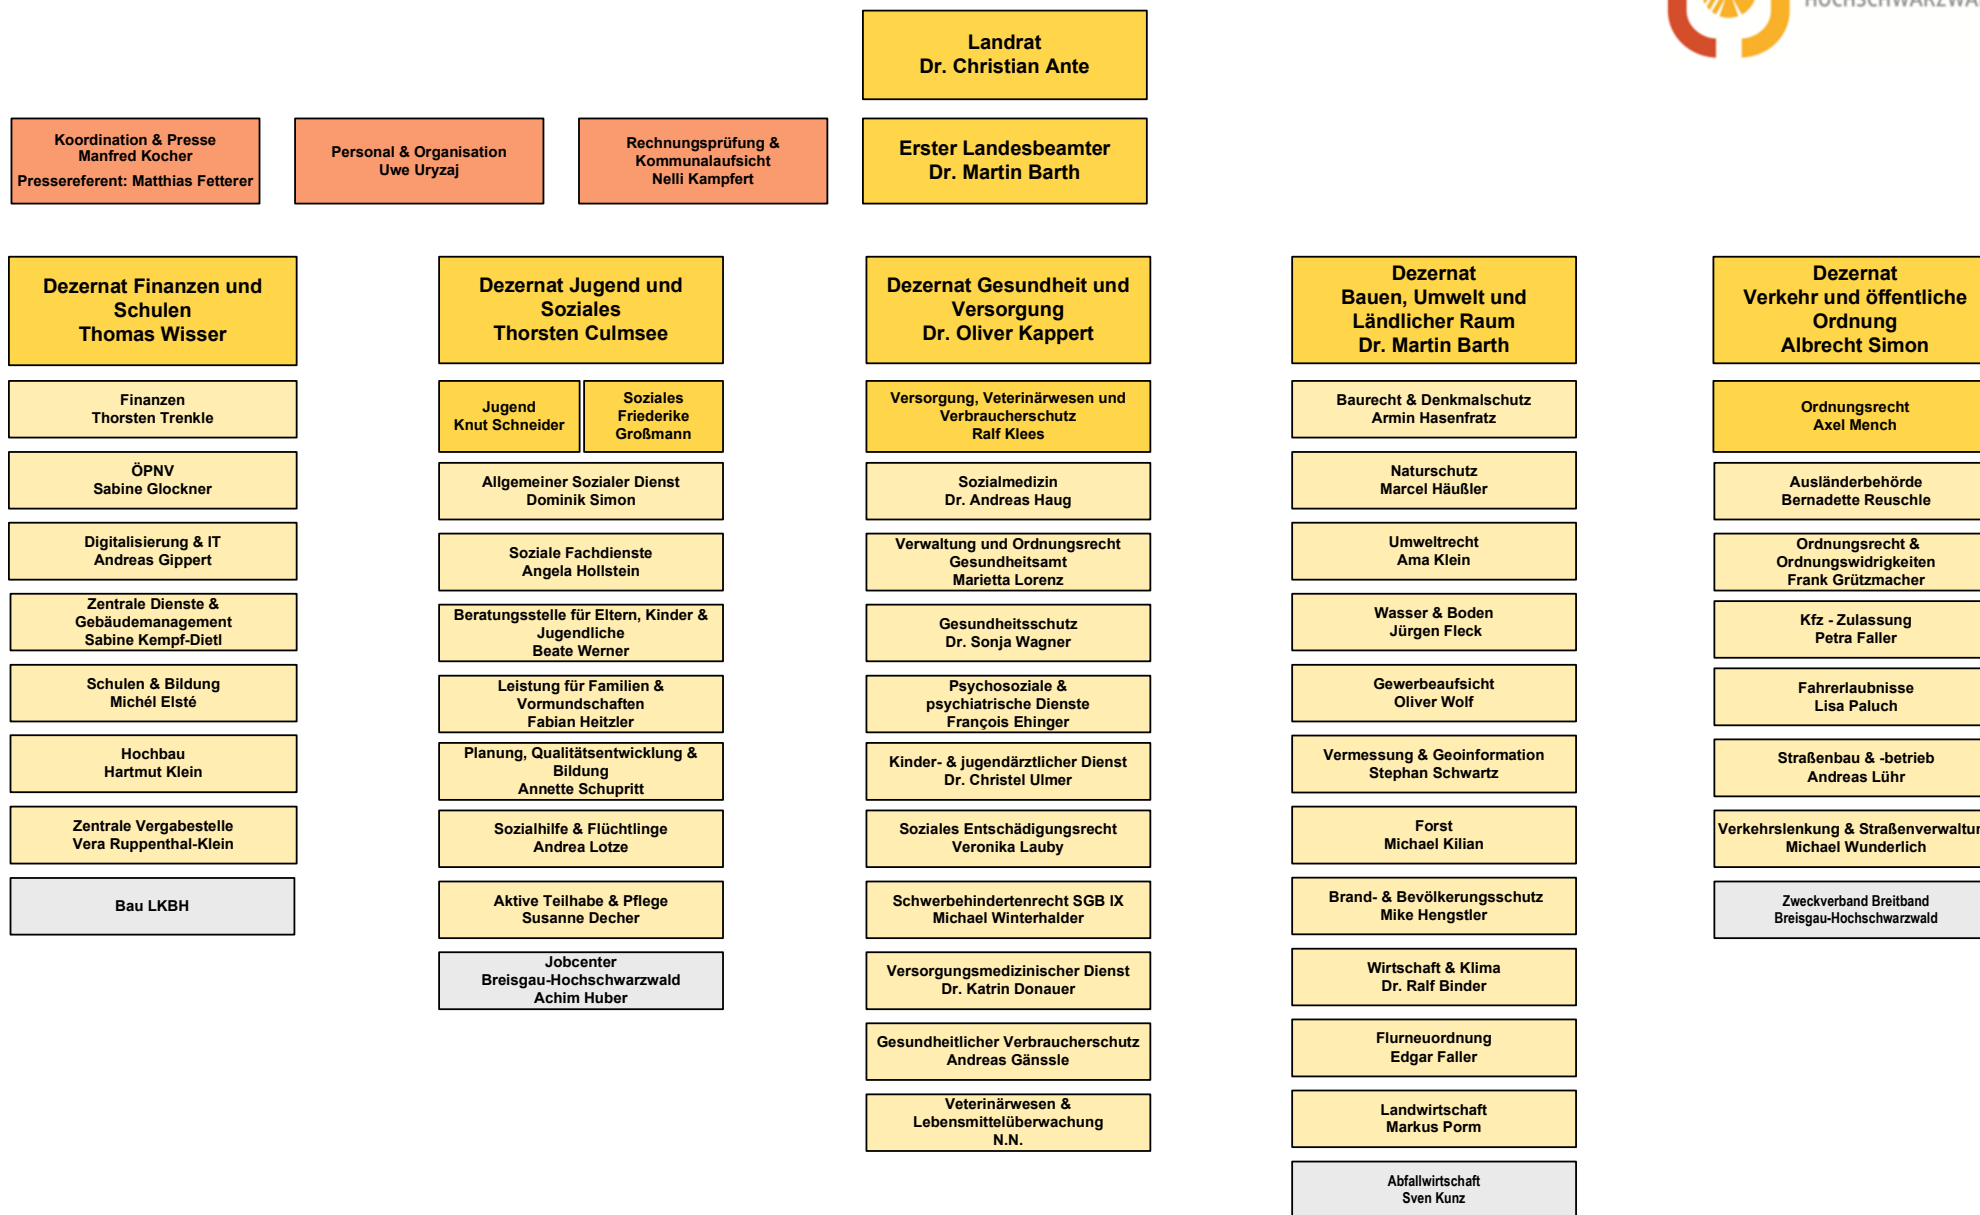 HOCHSCHWARZWA
Landrat
Dr. Christian Ante
Koordination & Presse
Manfred Kocher
Pressereferent: Matthias Fetterer
Personal & Organisation
Uwe Uryzaj
Rechnungsprüfung &
Kommunalaufsicht
Nelli Kampfert
Erster Landesbeamter
Dr. Martin Barth
Dezernat Finanzen und
Schulen
Thomas Wisser
Finanzen
Thorsten Trenkle
ÖPNV
Sabine Glockner
Digitalisierung & IT
Andreas Gippert
Zentrale Dienste &
Gebäudemanagement
Sabine Kempf-Dietl
Schulen & Bildung
Michél Elsté
Hochbau
Hartmut Klein
Zentrale Vergabestelle
Vera Ruppenthal-Klein
Bau LKBH
Dezernat Jugend und
Soziales
Thorsten Culmsee
Jugend
Knut Schneider
Soziales
Friederike
Großmann
Allgemeiner Sozialer Dienst
Dominik Simon
Soziale Fachdienste
Angela Hollstein
Beratungsstelle für Eltern, Kinder &
Jugendliche
Beate Werner
Leistung für Familien &
Vormundschaften
Fabian Heitzler
Planung, Qualitätsentwicklung &
Bildung
Annette Schupritt
Sozialhilfe & Flüchtlinge
Andrea Lotze
Aktive Teilhabe & Pflege
Susanne Decher
Jobcenter
Breisgau-Hochschwarzwald
Achim Huber
Dezernat Gesundheit und
Versorgung
Dr. Oliver Kappert
Versorgung, Veterinärwesen und
Verbraucherschutz
Ralf Klees
Sozialmedizin
Dr. Andreas Haug
Verwaltung und Ordnungsrecht
Gesundheitsamt
Marietta Lorenz
Gesundheitsschutz
Dr. Sonja Wagner
Psychosoziale &
psychiatrische Dienste
François Ehinger
Kinder- & jugendärztlicher Dienst
Dr. Christel Ulmer
Soziales Entschädigungsrecht
Veronika Lauby
Schwerbehindertenrecht SGB IX
Michael Winterhalder
Versorgungsmedizinischer Dienst
Dr. Katrin Donauer
Gesundheitlicher Verbraucherschutz
Andreas Gänssle
Veterinärwesen &
Lebensmittelüberwachung
N.N.
Dezernat
Bauen, Umwelt und
Ländlicher Raum
Dr. Martin Barth
Baurecht & Denkmalschutz
Armin Hasenfratz
Naturschutz
Marcel Häußler
Umweltrecht
Ama Klein
Wasser & Boden
Jürgen Fleck
Gewerbeaufsicht
Oliver Wolf
Vermessung & Geoinformation
Stephan Schwartz
Forst
Michael Kilian
Brand- & Bevölkerungsschutz
Mike Hengstler
Wirtschaft & Klima
Dr. Ralf Binder
Flurneuordnung
Edgar Faller
Landwirtschaft
Markus Porm
Abfallwirtschaft
Sven Kunz
Dezernat
Verkehr und öffentliche
Ordnung
Albrecht Simon
Ordnungsrecht
Axel Mench
Ausländerbehörde
Bernadette Reuschle
Ordnungsrecht &
Ordnungswidrigkeiten
Frank Grützmacher
Kfz - Zulassung
Petra Faller
Fahrerlaubnisse
Lisa Paluch
Straßenbau & -betrieb
Andreas Lühr
Verkehrslenkung & Straßenverwaltun
Michael Wunderlich
Zweckverband Breitband
Breisgau-Hochschwarzwald